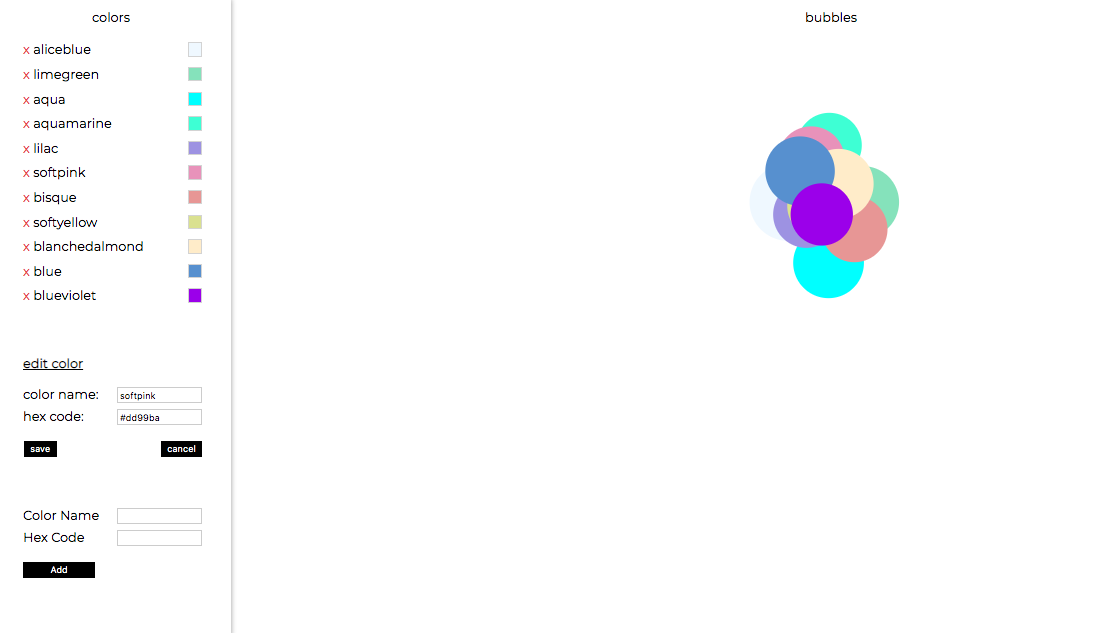 colors
x aliceblue
x limegreen
x aqua
x aquamarine
x lilac
x softpink
x bisque
x softyellow
x blanchedalmond
x blue
x blueviolet
edit color
color name: softpink
hex code: #dd99ba
save cancel
Color Name
Hex Code
Add
bubbles